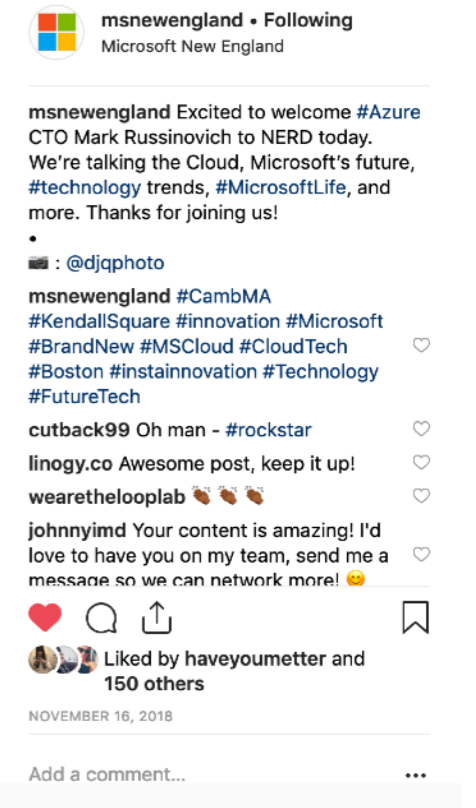 msnewengland • Following
Microsoft New England
msnewengland Excited to welcome #Azure
CTO Mark Russinovich to NERD today.
We're talking the Cloud, Microsoft's future,
#technology trends, #MicrosoftLife, and
more. Thanks for joining us!
•
📷 : @djqphoto
msnewengland #CambMA
#KendallSquare #innovation #Microsoft
#BrandNew #MSCloud #CloudTech
#Boston #instainnovation #Technology
#FutureTech
cutback99 Oh man - #rockstar
linogy.co Awesome post, keep it up!
wearethelooplab 👏🏾 👏🏾 👏🏾
johnnyimd Your content is amazing! I'd
love to have you on my team, send me a
message so we can network more! 😊
Liked by haveyoumetter and
150 others
NOVEMBER 16, 2018
Add a comment...